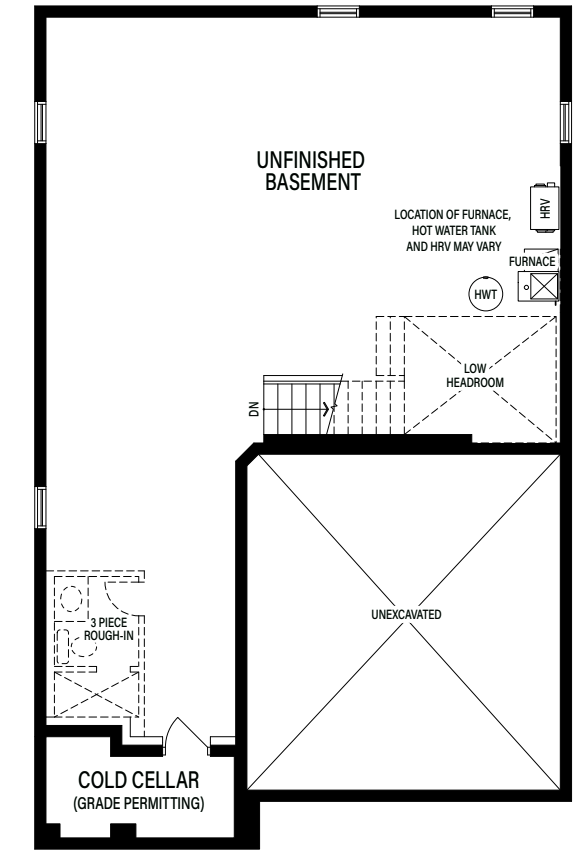 UNFINISHED
BASEMENT
LOCATION OF FURNACE,
HOT WATER TANK
AND HRV MAY VARY
HRV
FURNACE
HWT
LOW
HEADROOM
DN
UNEXCAVATED
3 PIECE
ROUGH-IN
COLD CELLAR
(GRADE PERMITTING)